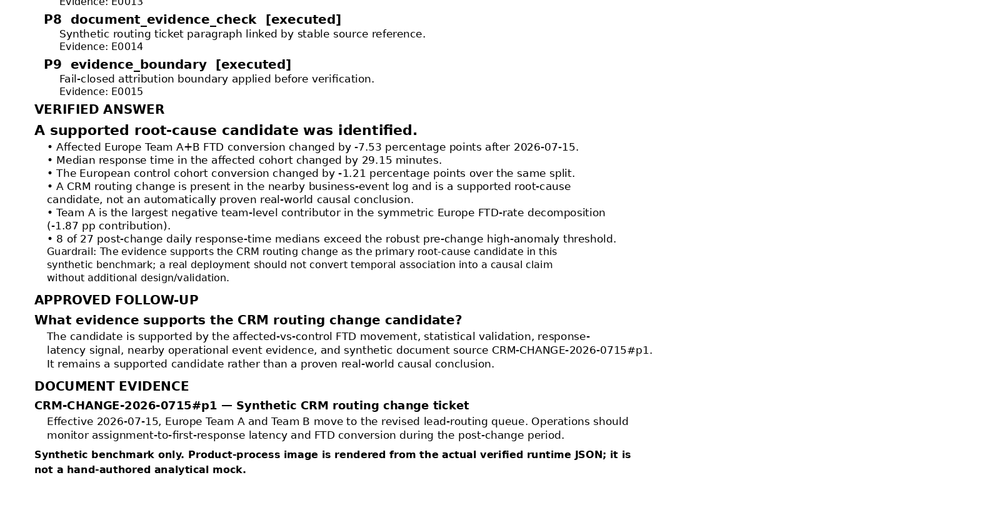 Evidence: E0013
P8 document_evidence_check [executed]
Synthetic routing ticket paragraph linked by stable source reference.
Evidence: E0014
P9 evidence_boundary [executed]
Fail-closed attribution boundary applied before verification.
Evidence: E0015
VERIFIED ANSWER
A supported root-cause candidate was identified.
• Affected Europe Team A+B FTD conversion changed by -7.53 percentage points after 2026-07-15.
• Median response time in the affected cohort changed by 29.15 minutes.
• The European control cohort conversion changed by -1.21 percentage points over the same split.
• A CRM routing change is present in the nearby business-event log and is a supported root-cause
candidate, not an automatically proven real-world causal conclusion.
• Team A is the largest negative team-level contributor in the symmetric Europe FTD-rate decomposition
(-1.87 pp contribution).
• 8 of 27 post-change daily response-time medians exceed the robust pre-change high-anomaly threshold.
Guardrail: The evidence supports the CRM routing change as the primary root-cause candidate in this
synthetic benchmark; a real deployment should not convert temporal association into a causal claim
without additional design/validation.
APPROVED FOLLOW-UP
What evidence supports the CRM routing change candidate?
The candidate is supported by the affected-vs-control FTD movement, statistical validation, response-
latency signal, nearby operational event evidence, and synthetic document source CRM-CHANGE-2026-0715#p1.
It remains a supported candidate rather than a proven real-world causal conclusion.
DOCUMENT EVIDENCE
CRM-CHANGE-2026-0715#p1 — Synthetic CRM routing change ticket
Effective 2026-07-15, Europe Team A and Team B move to the revised lead-routing queue. Operations should
monitor assignment-to-first-response latency and FTD conversion during the post-change period.
Synthetic benchmark only. Product-process image is rendered from the actual verified runtime JSON; it is
not a hand-authored analytical mock.